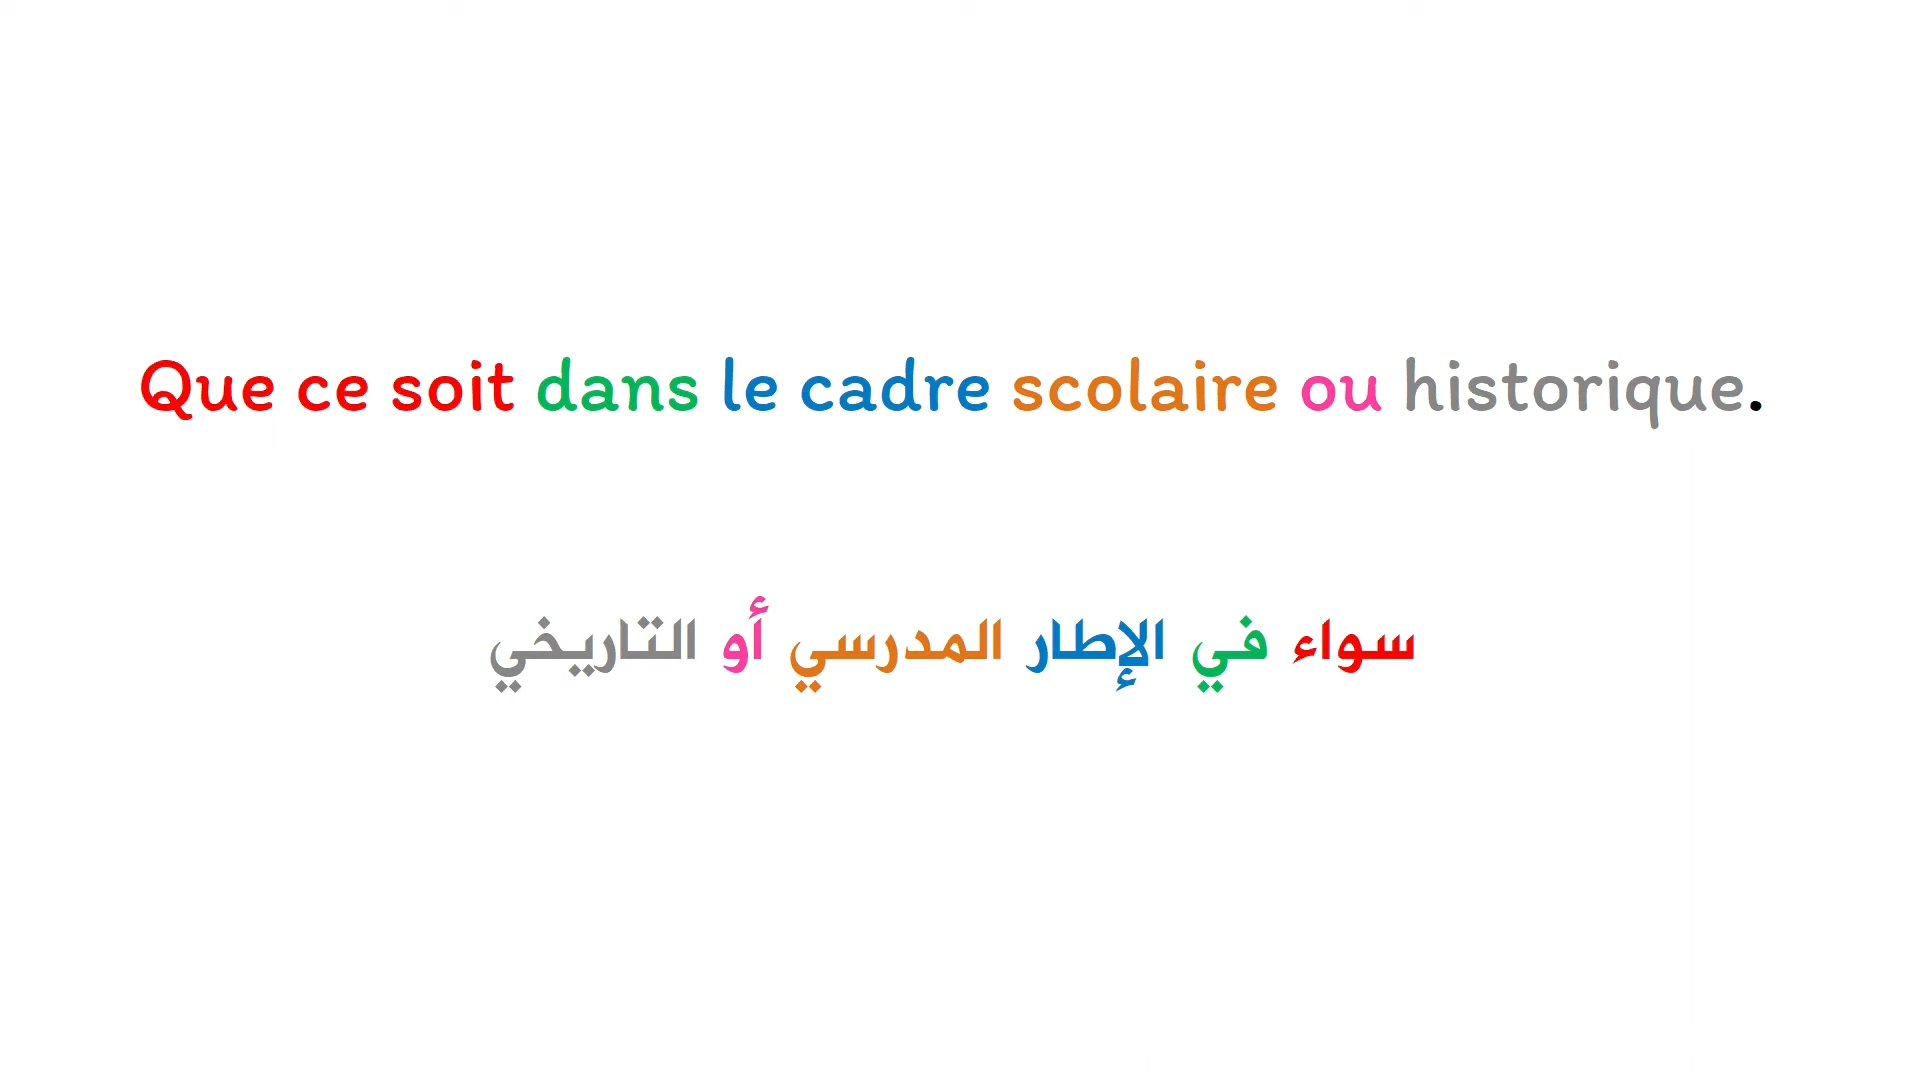 Que ce soit dans le cadre scolaire ou historique.
سواء في الإطار المدرسي أو التاريخي